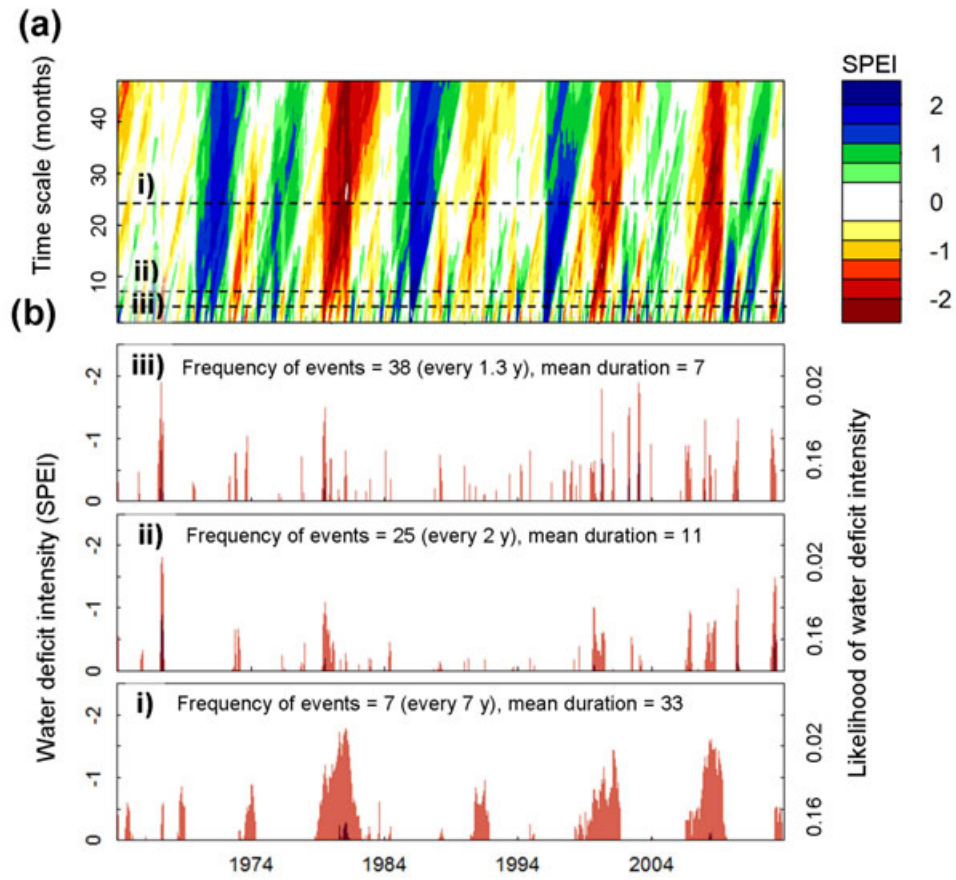 (a)
Time scale (months)
40
30
20
10
i)
ii)
iii)
SPEI
2
1
0
-1
-2
(b)
Water deficit intensity (SPEI)
iii) Frequency of events = 38 (every 1.3 y), mean duration = 7
-2
-1
0
0.02
0.16
ii) Frequency of events = 25 (every 2 y), mean duration = 11
-2
-1
0
0.02
0.16
i) Frequency of events = 7 (every 7 y), mean duration = 33
-2
-1
0
0.02
0.16
Likelihood of water deficit intensity
1974 1984 1994 2004